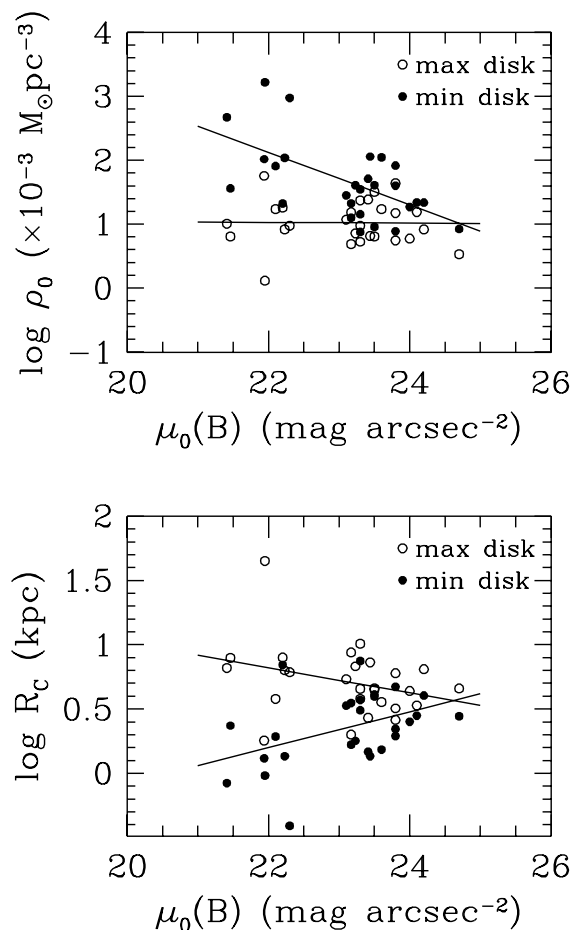 4
3
2
1
0
−1
log ρ₀ (×10⁻³ M⊙pc⁻³)
max disk
min disk
20 22 24 26
μ₀(B) (mag arcsec⁻²)
2
1.5
1
0.5
0
log R_C (kpc)
max disk
min disk
20 22 24 26
μ₀(B) (mag arcsec⁻²)